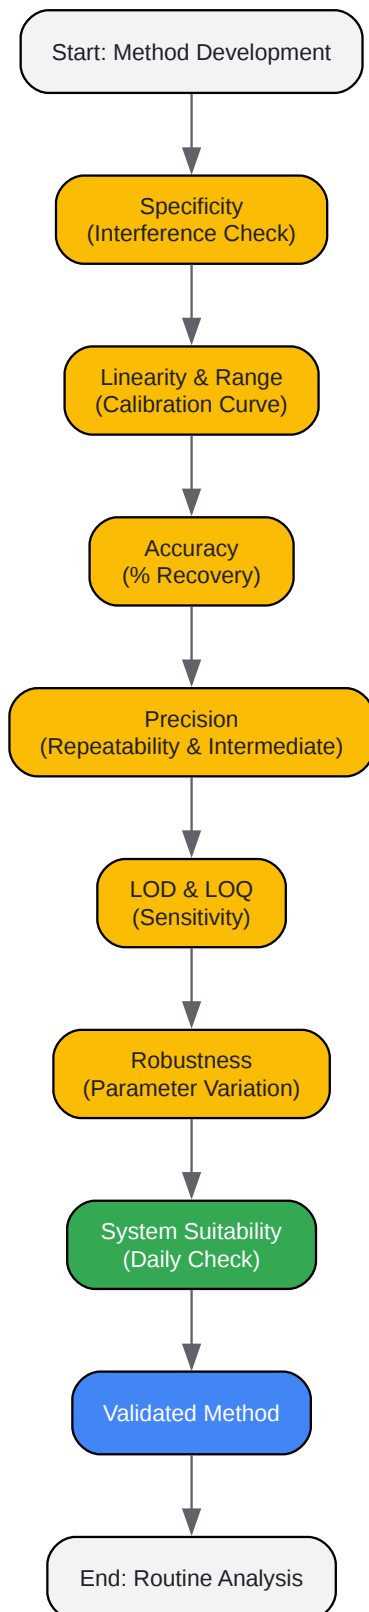 Start: Method Development
Specificity
(Interference Check)
Linearity & Range
(Calibration Curve)
Accuracy
(% Recovery)
Precision
(Repeatability & Intermediate)
LOD & LOQ
(Sensitivity)
Robustness
(Parameter Variation)
System Suitability
(Daily Check)
Validated Method
End: Routine Analysis